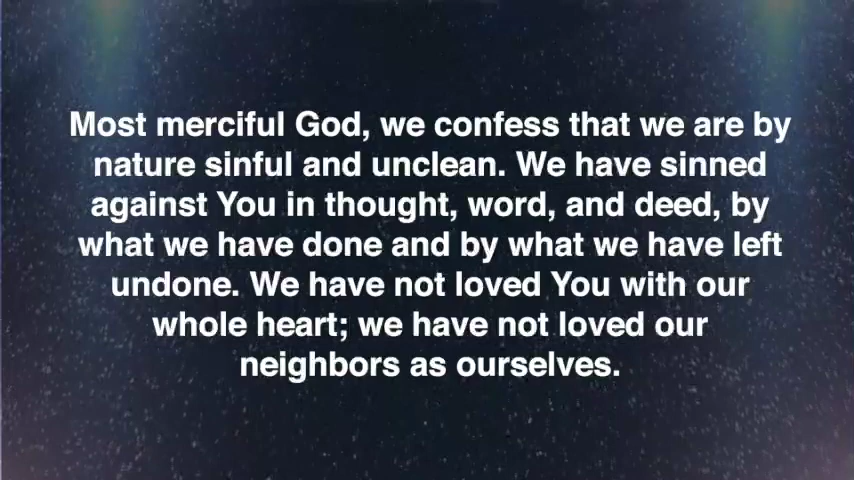 Most merciful God, we confess that we are by
nature sinful and unclean. We have sinned
against You in thought, word, and deed, by
what we have done and by what we have left
undone. We have not loved You with our
whole heart; we have not loved our
neighbors as ourselves.